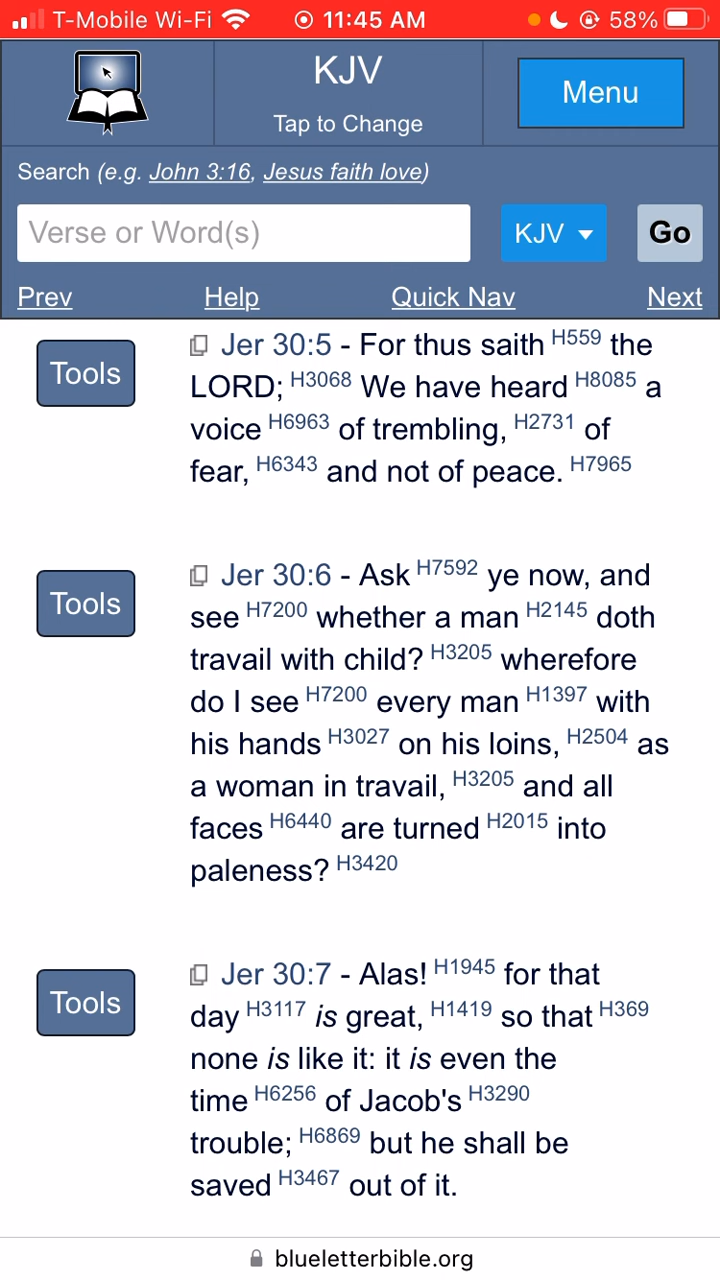 T-Mobile Wi-Fi 11:45 AM 58%
KJV
Tap to Change
Menu
Search (e.g. John 3:16, Jesus faith love)
Verse or Word(s) KJV Go
Prev Help Quick Nav Next
Tools
Jer 30:5 - For thus saith H559 the
LORD; H3068 We have heard H8085 a
voice H6963 of trembling, H2731 of
fear, H6343 and not of peace. H7965
Tools
Jer 30:6 - Ask H7592 ye now, and
see H7200 whether a man H2145 doth
travail with child? H3205 wherefore
do I see H7200 every man H1397 with
his hands H3027 on his loins, H2504 as
a woman in travail, H3205 and all
faces H6440 are turned H2015 into
paleness? H3420
Tools
Jer 30:7 - Alas! H1945 for that
day H3117 is great, H1419 so that H369
none is like it: it is even the
time H6256 of Jacob's H3290
trouble; H6869 but he shall be
saved H3467 out of it.
blueletterbible.org